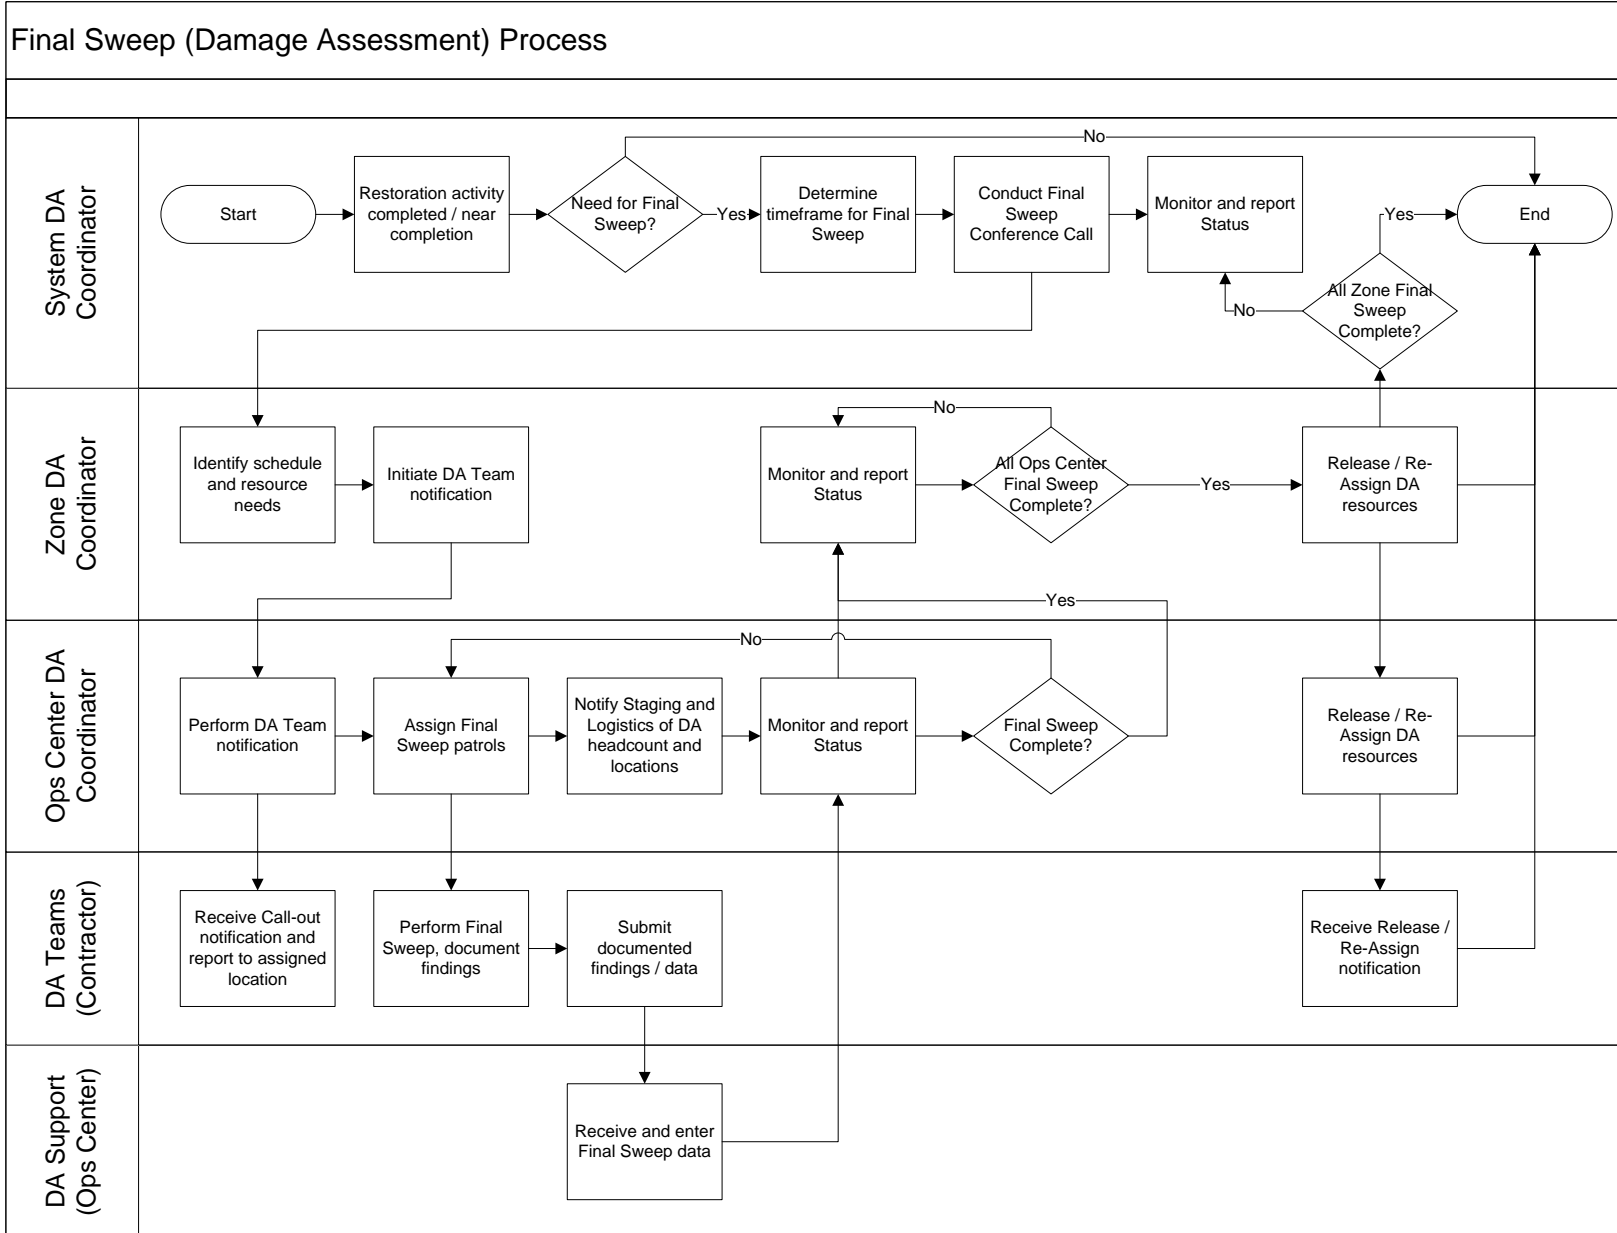 Final Sweep (Damage Assessment) Process
System DA
Coordinator
Start
Restoration activity
completed / near
completion
Need for Final
Sweep?
Yes
No
Determine
timeframe for Final
Sweep
Conduct Final
Sweep
Conference Call
Monitor and report
Status
No
All Zone Final
Sweep
Complete?
Yes
End
Zone DA
Coordinator
Identify schedule
and resource
needs
Initiate DA Team
notification
Monitor and report
Status
No
All Ops Center
Final Sweep
Complete?
Yes
Release / Re-
Assign DA
resources
Yes
Ops Center DA
Coordinator
Perform DA Team
notification
Assign Final
Sweep patrols
Notify Staging and
Logistics of DA
headcount and
locations
No
Monitor and report
Status
Final Sweep
Complete?
Release / Re-
Assign DA
resources
DA Teams
(Contractor)
Receive Call-out
notification and
report to assigned
location
Perform Final
Sweep, document
findings
Submit
documented
findings / data
Receive Release /
Re-Assign
notification
DA Support
(Ops Center)
Receive and enter
Final Sweep data